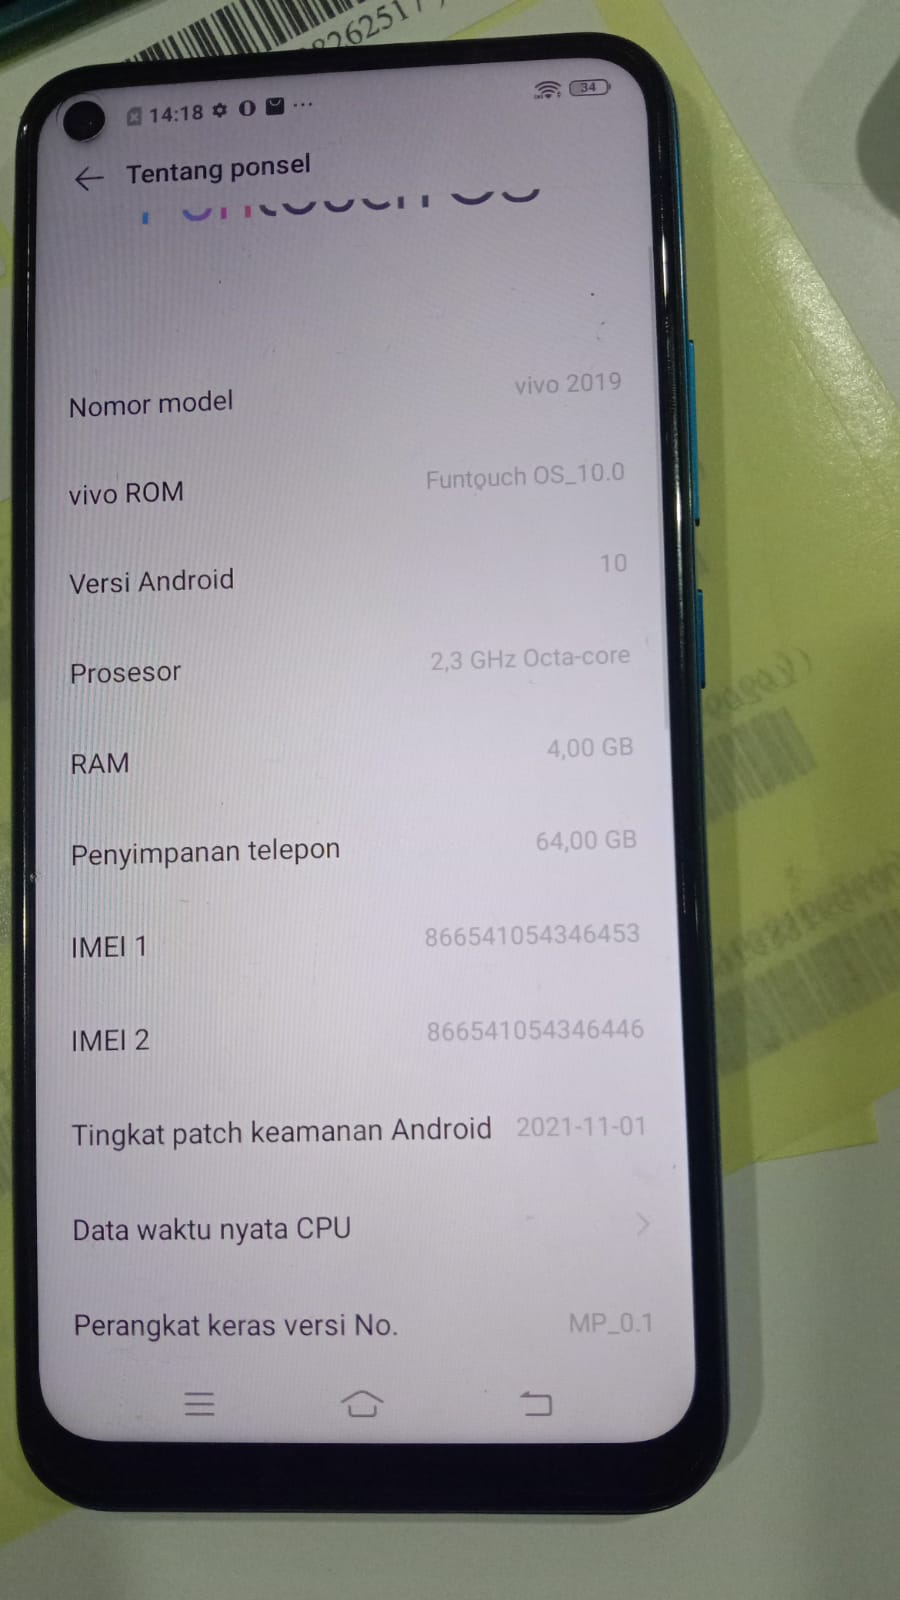 14:18
34
Tentang ponsel
Nomor model vivo 2019
vivo ROM Funtouch OS_10.0
Versi Android 10
Prosesor 2,3 GHz Octa-core
RAM 4,00 GB
Penyimpanan telepon 64,00 GB
IMEI 1 866541054346453
IMEI 2 866541054346446
Tingkat patch keamanan Android 2021-11-01
Data waktu nyata CPU
Perangkat keras versi No. MP_0.1